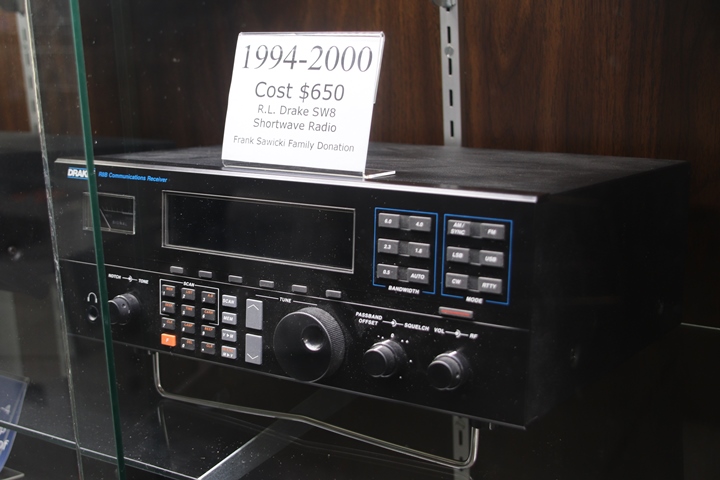 1994-2000
Cost $650
R.L. Drake SW8
Shortwave Radio
Frank Sawicki Family Donation
DRAKE R8B Communications Receiver
6.0 4.0
2.3 1.8
0.5 AUTO
BANDWIDTH
AM/SYNC FM
LSB USB
CW RTTY
MODE
NOTCH TONE
SCAN
SCAN
MEM
TUNE
PASSBAND OFFSET SQUELCH
VOL RF